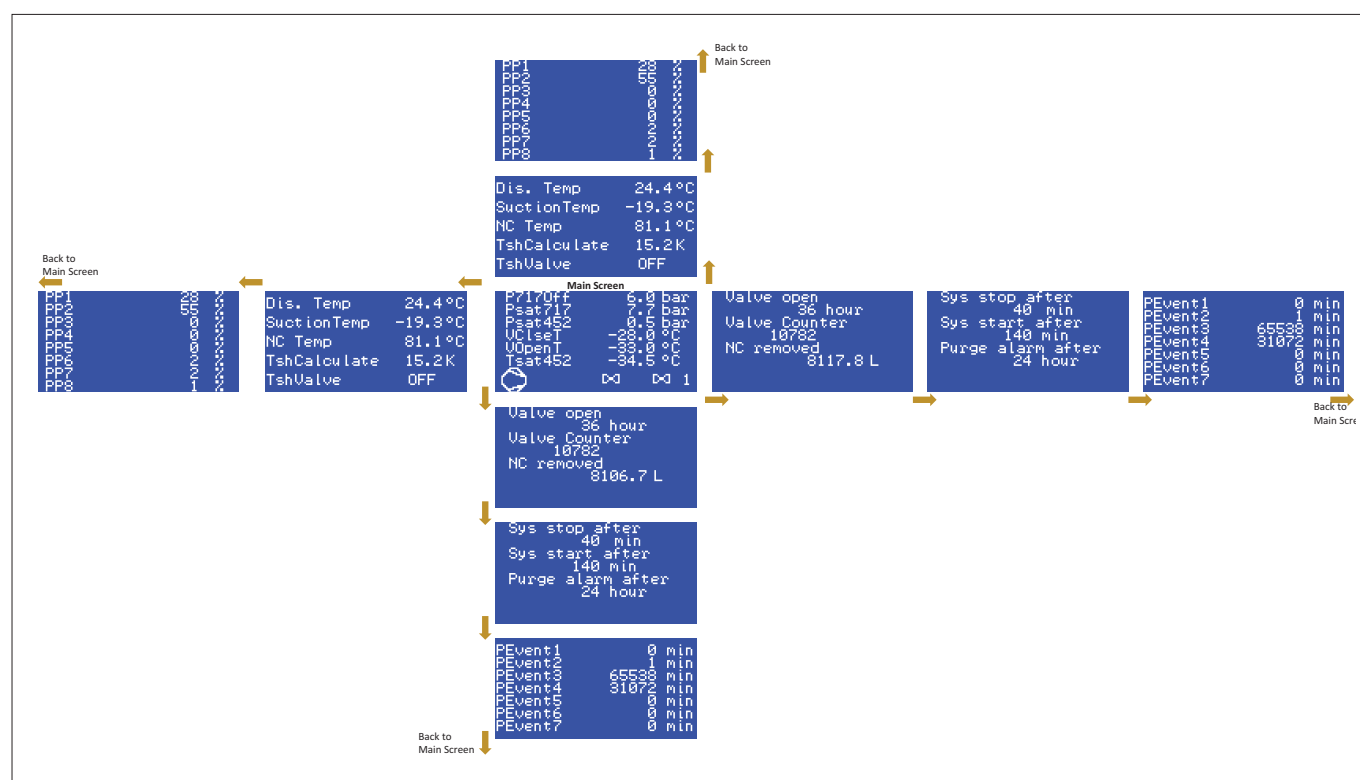 Back to
Main Screen
PP1 28 %
PP2 55 %
PP3 0 %
PP4 0 %
PP5 0 %
PP6 2 %
PP7 2 %
PP8 1 %
Dis. Temp 24.4°C
SuctionTemp -19.3°C
NC Temp 81.1°C
TshCalculate 15.2K
TshValve OFF
Back to
Main Screen
PP1 28 %
PP2 55 %
PP3 0 %
PP4 0 %
PP5 0 %
PP6 2 %
PP7 2 %
PP8 1 %
Dis. Temp 24.4°C
SuctionTemp -19.3°C
NC Temp 81.1°C
TshCalculate 15.2K
TshValve OFF
Main Screen
P717Off 6.0 bar
Psat717 7.7 bar
Psat452 0.5 bar
VClseT -28.0 °C
VOpenT -33.0 °C
Tsat452 -34.5 °C
1
Valve open
36 hour
Valve Counter
10782
NC removed
8117.8 L
Sys stop after
40 min
Sys start after
140 min
Purge alarm after
24 hour
PEvent1 0 min
PEvent2 1 min
PEvent3 65538 min
PEvent4 31072 min
PEvent5 0 min
PEvent6 0 min
PEvent7 0 min
Back to
Main Scre
Valve open
36 hour
Valve Counter
10782
NC removed
8106.7 L
Sys stop after
40 min
Sys start after
140 min
Purge alarm after
24 hour
PEvent1 0 min
PEvent2 1 min
PEvent3 65538 min
PEvent4 31072 min
PEvent5 0 min
PEvent6 0 min
PEvent7 0 min
Back to
Main Screen